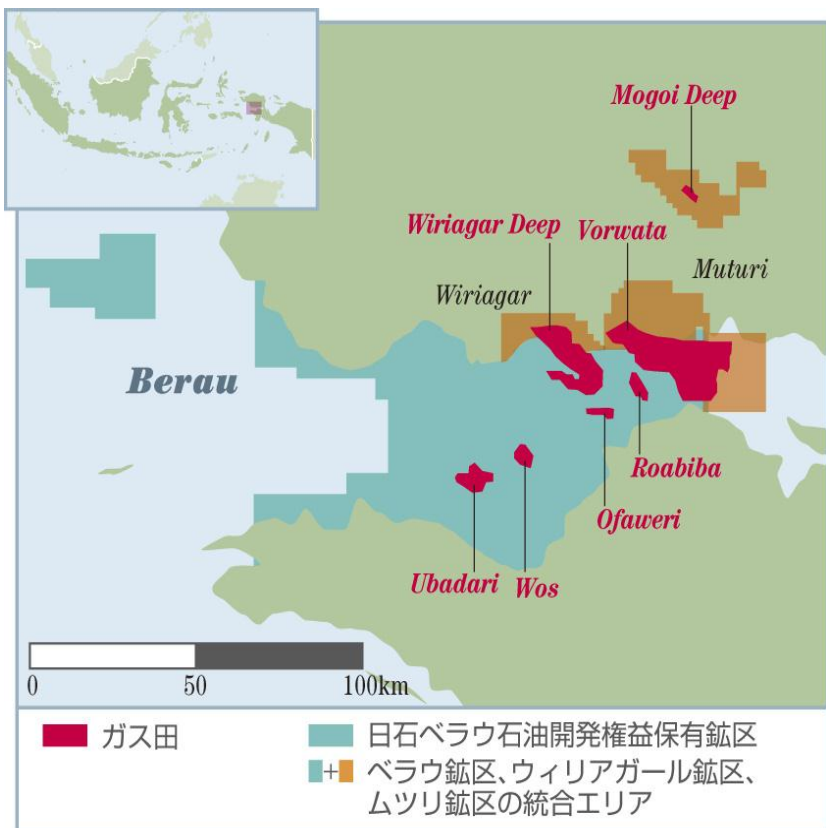 Mogoi Deep
Wiriagar Deep
Vorwata
Muturi
Wiriagar
Berau
Roabiba
Ofaweri
Ubadari
Wos
0 50 100km
ガス田
日石ベラウ石油開発権益保有鉱区
+ ベラウ鉱区、ウィリアガール鉱区、
ムツリ鉱区の統合エリア